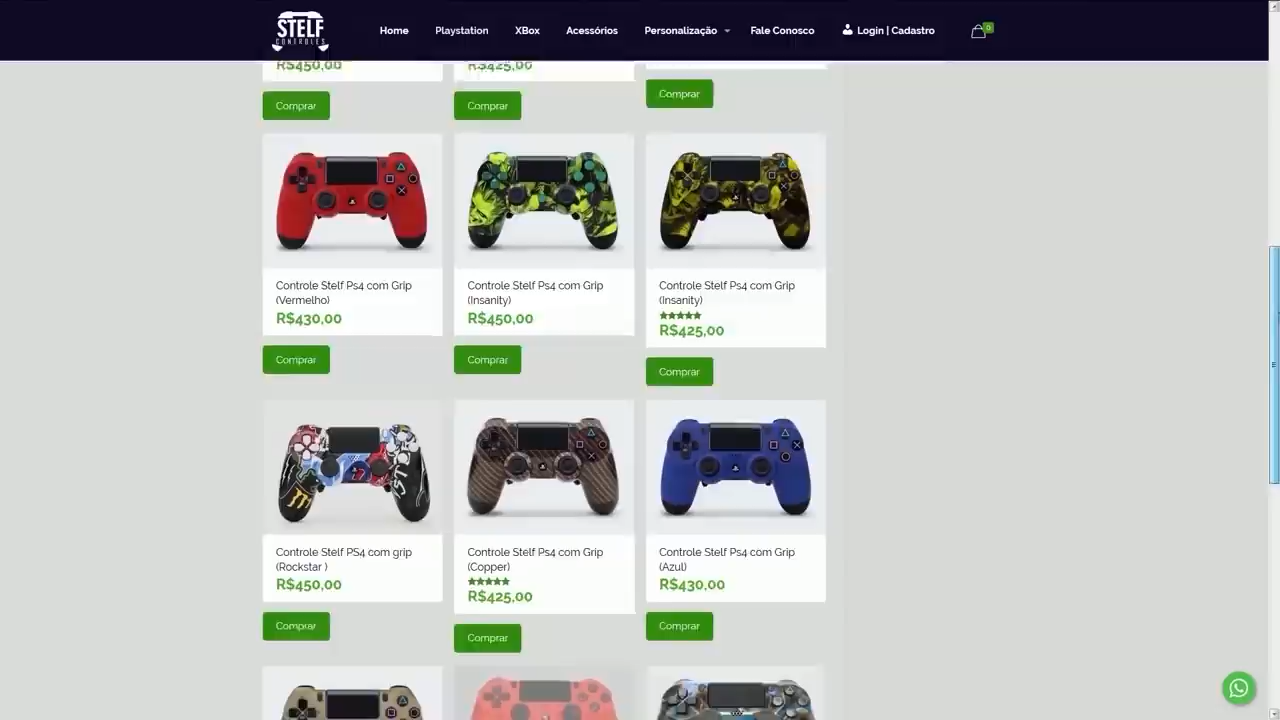 STELF
CONTROLES
Home
Playstation
XBox
Acessórios
Personalização
Fale Conosco
Login | Cadastro
0
R$450,00
R$425,00
Comprar
Comprar
Comprar
Controle Stelf Ps4 com Grip
(Vermelho)
R$430,00
Comprar
Controle Stelf Ps4 com Grip
(Insanity)
R$450,00
Comprar
Controle Stelf Ps4 com Grip
(Insanity)
R$425,00
Comprar
Controle Stelf PS4 com grip
(Rockstar )
R$450,00
Comprar
Controle Stelf Ps4 com Grip
(Copper)
R$425,00
Comprar
Controle Stelf Ps4 com Grip
(Azul)
R$430,00
Comprar